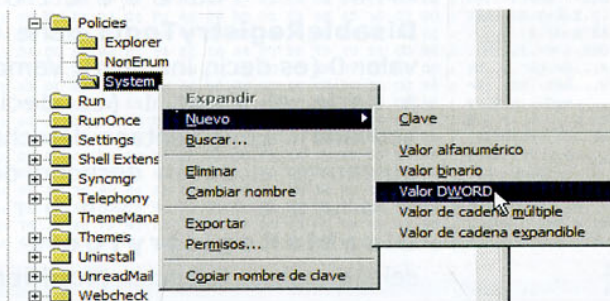 Policies
Explorer
NonEnum
System
Run
RunOnce
Settings
Shell Extens
Syncmgr
Telephony
ThemeMana
Themes
Uninstall
UnreadMail
Webcheck
Expandir
Nuevo
Buscar...
Eliminar
Cambiar nombre
Exportar
Permisos...
Copiar nombre de clave
Clave
Valor alfanumérico
Valor binario
Valor DWORD
Valor de cadena múltiple
Valor de cadena expandible